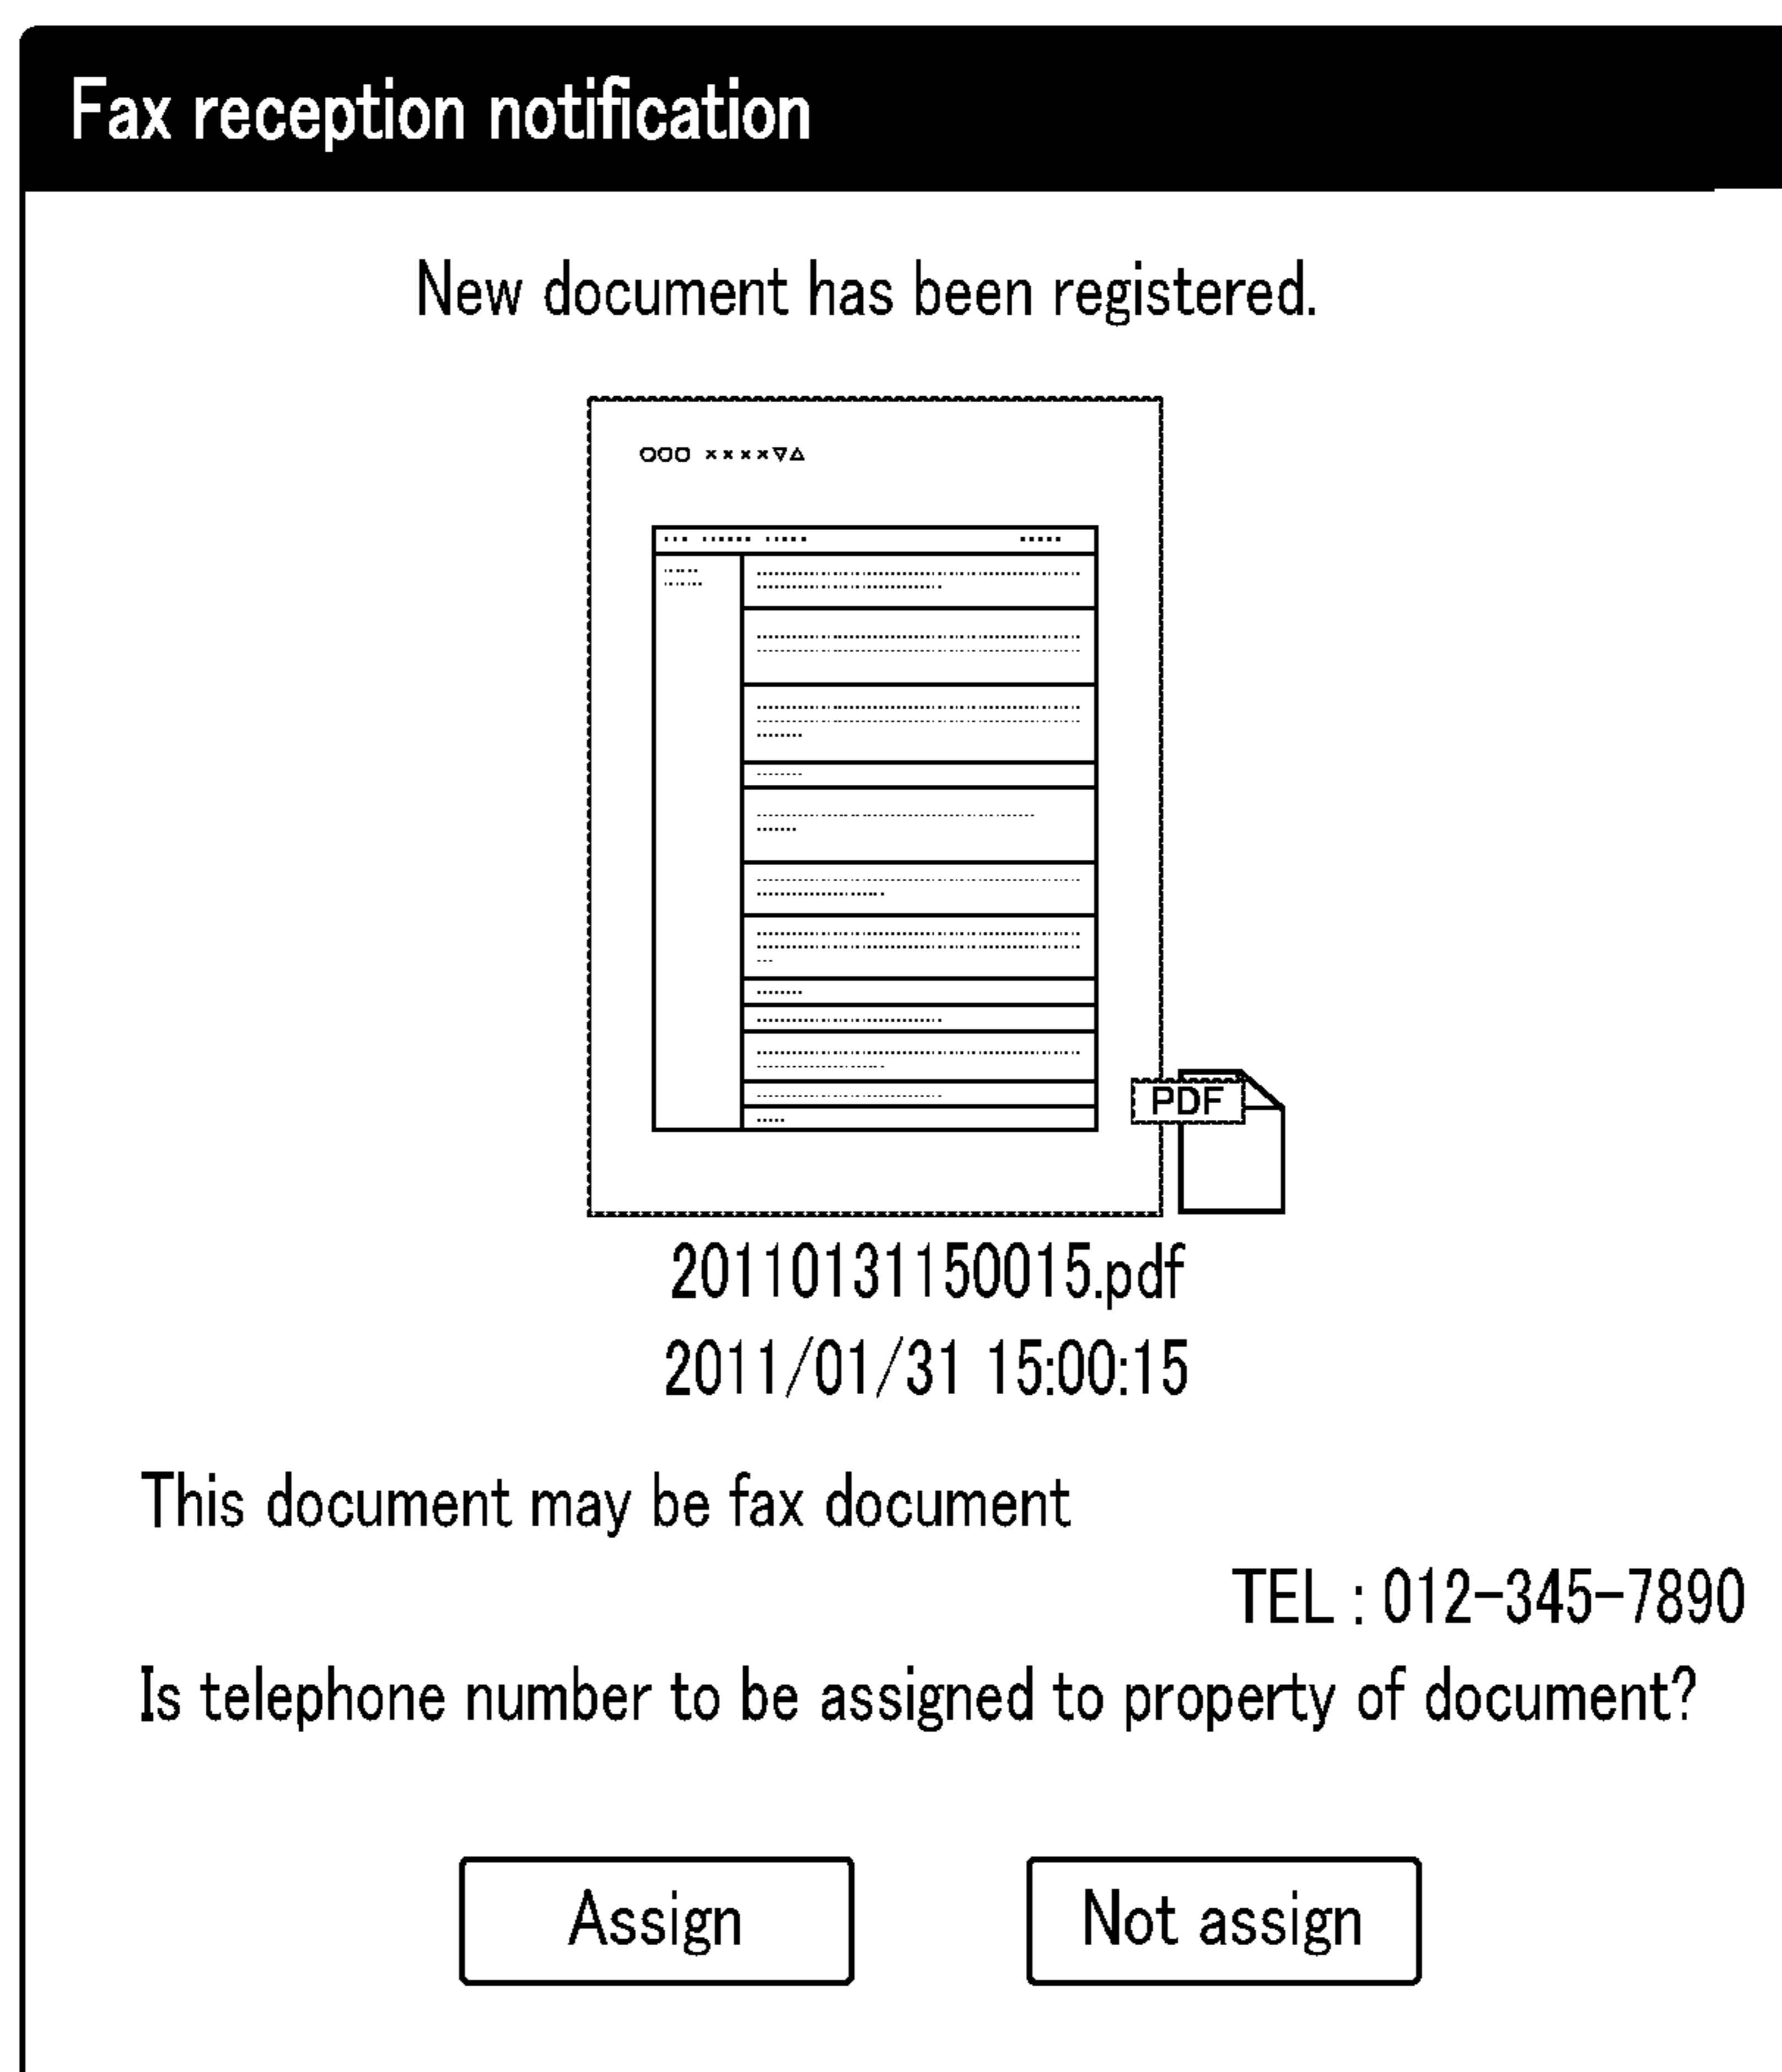 Fax reception notification
New document has been registered.
○○○ ××××▽△
PDF
20110131150015.pdf
2011/01/31 15:00:15
This document may be fax document
TEL : 012-345-7890
Is telephone number to be assigned to property of document?
Assign
Not assign